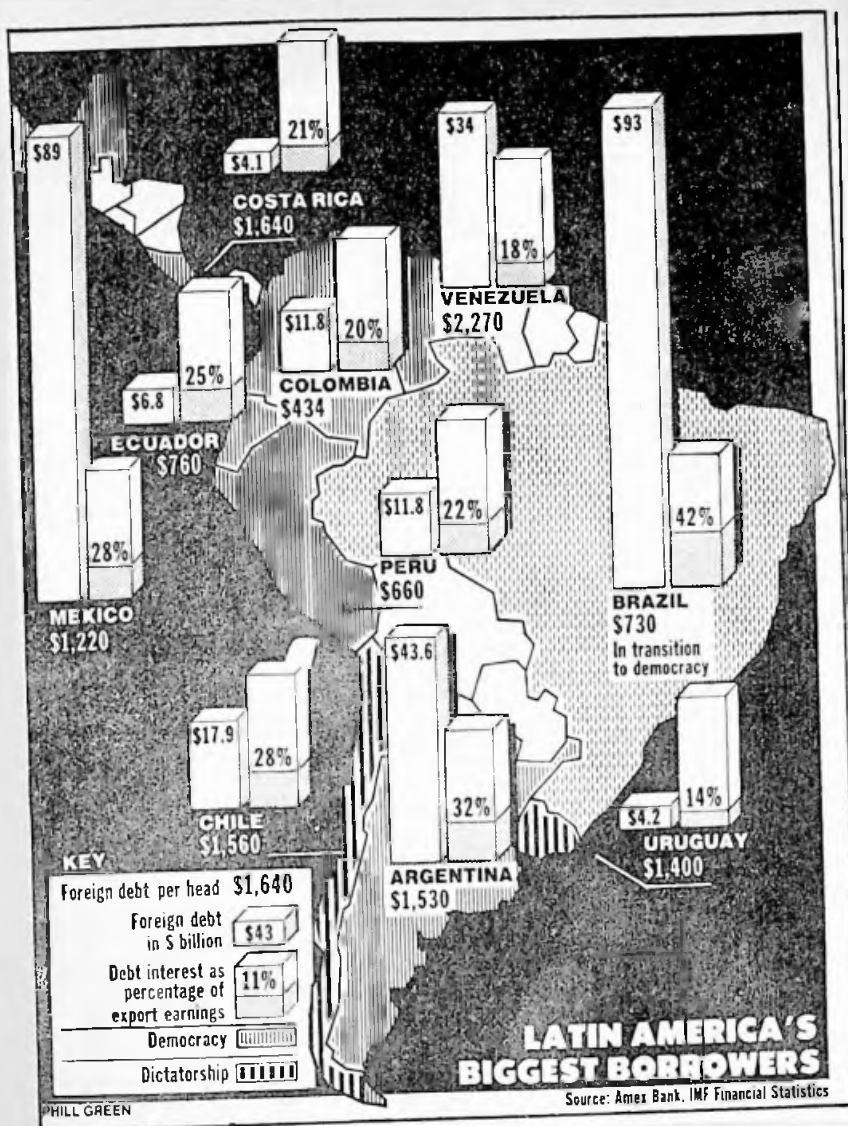 $89
21%
$4.1
COSTA RICA
$1,640
$34
18%
VENEZUELA
$2,270
$93
42%
BRAZIL
$730
In transition
to democracy
$11.8
20%
COLOMBIA
$434
25%
$6.8
ECUADOR
$760
28%
MEXICO
$1,220
$11.8
22%
PERU
$660
$17.9
28%
CHILE
$1,560
$43.6
32%
ARGENTINA
$1,530
14%
$4.2
URUGUAY
$1,400
KEY
Foreign debt per head $1,640
Foreign debt
in $ billion $43
Debt interest as
percentage of
export earnings 11%
Democracy
Dictatorship
LATIN AMERICA'S
BIGGEST BORROWERS
Source: Amex Bank, IMF Financial Statistics
PHILL GREEN